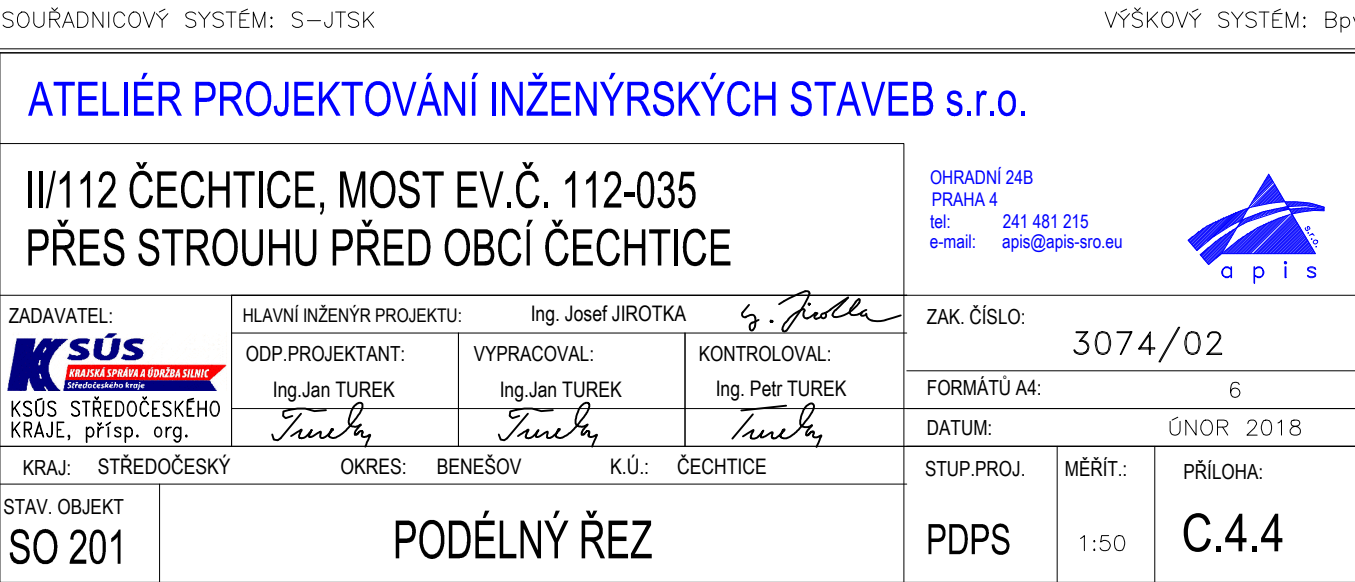 SOUŘADNICOVÝ SYSTÉM: S-JTSK
VÝŠKOVÝ SYSTÉM: Bpv
ATELIÉR PROJEKTOVÁNÍ INŽENÝRSKÝCH STAVEB s.r.o.
II/112 ČECHTICE, MOST EV.Č. 112-035
PŘES STROUHU PŘED OBCÍ ČECHTICE
OHRADNÍ 24B
PRAHA 4
tel: 241 481 215
e-mail: apis@apis-sro.eu
s.r.o.
apis
ZADAVATEL:
KSÚS
KRAJSKÁ SPRÁVA A ÚDRŽBA SILNIC
Středočeského kraje
KSÚS STŘEDOČESKÉHO
KRAJE, přísp. org.
HLAVNÍ INŽENÝR PROJEKTU: Ing. Josef JIROTKA
ODP.PROJEKTANT:
Ing.Jan TUREK
VYPRACOVAL:
Ing.Jan TUREK
KONTROLOVAL:
Ing. Petr TUREK
ZAK. ČÍSLO:
3074/02
FORMÁTŮ A4: 6
DATUM: ÚNOR 2018
KRAJ: STŘEDOČESKÝ OKRES: BENEŠOV K.Ú.: ČECHTICE
STAV. OBJEKT
SO 201
PODÉLNÝ ŘEZ
STUP.PROJ.
PDPS
MĚŘÍT.:
1:50
PŘÍLOHA:
C.4.4